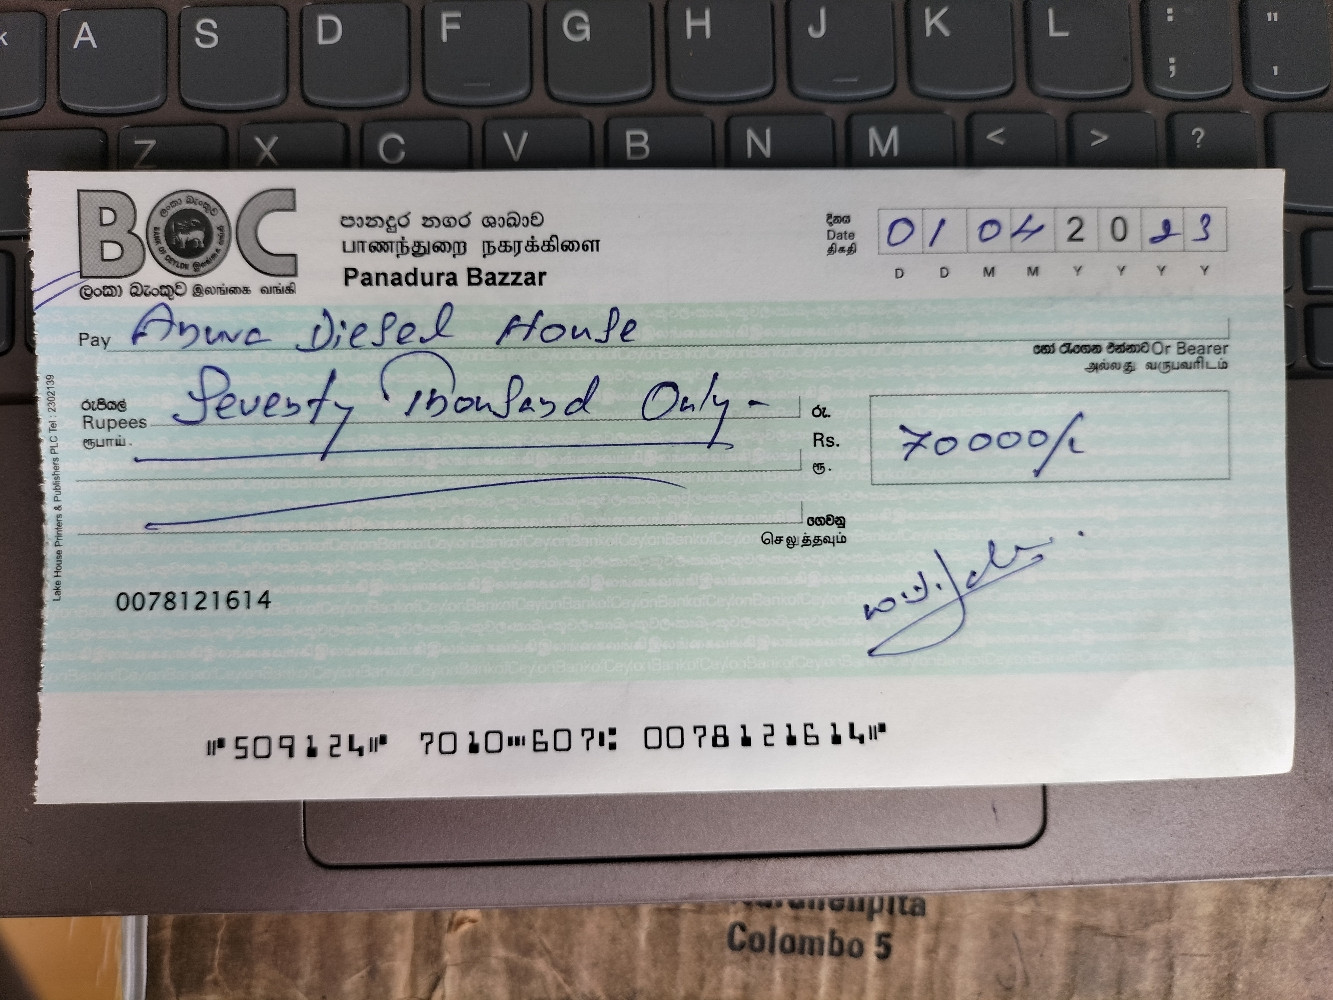 A S D F G H J K L : ; " '
Z X C V B N M < > ?
BOC
ලංකා බැංකුව இலங்கை வங்கி
පානදුර නගර ශාඛාව
பாணந்துறை நகரக்கிளை
Panadura Bazzar
දිනය
Date
திகதி
01 04 2023
D D M M Y Y Y Y
Pay Anura Diesel House
හෝ රැගෙන එන්නාට Or Bearer
அல்லது வருபவரிடம்
රුපියල්
Rupees Seventy Thousand Only -
ரூபாய்.
රු.
Rs. 70000/-
ரூ.
ගෙවනු
செலுத்தவும்
Lake House Printers & Publishers PLC Tel : 2302139
0078121614
⑈509124⑈ 7010⑉607⑆ 0078121614⑈
Colombo 5